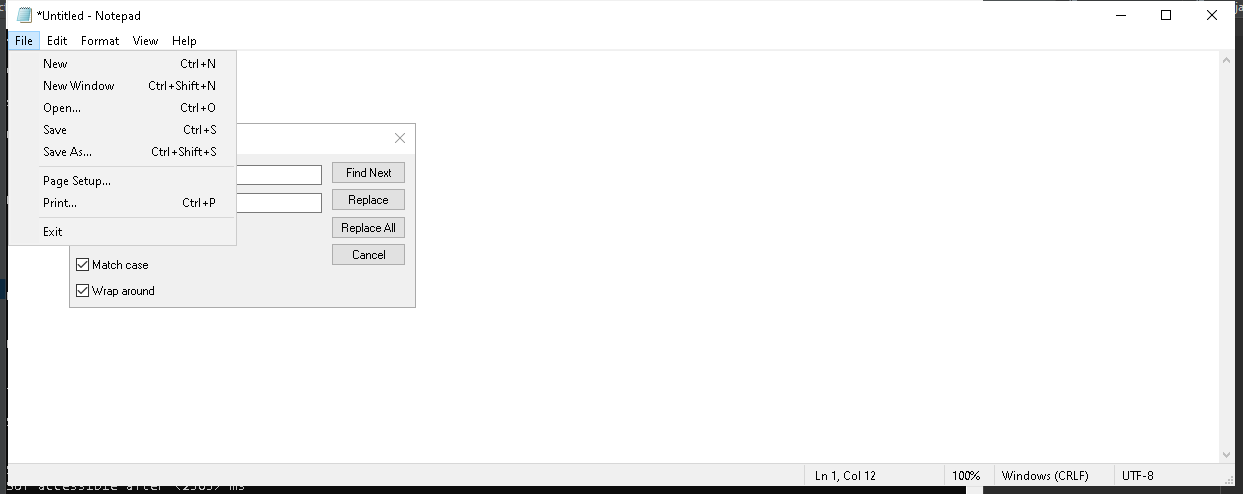 *Untitled - Notepad
File Edit Format View Help
New Ctrl+N
New Window Ctrl+Shift+N
Open... Ctrl+O
Save Ctrl+S
Save As... Ctrl+Shift+S
Page Setup...
Print... Ctrl+P
Exit
Find Next
Replace
Replace All
Cancel
Match case
Wrap around
Ln 1, Col 12 100% Windows (CRLF) UTF-8
accessible after
ms